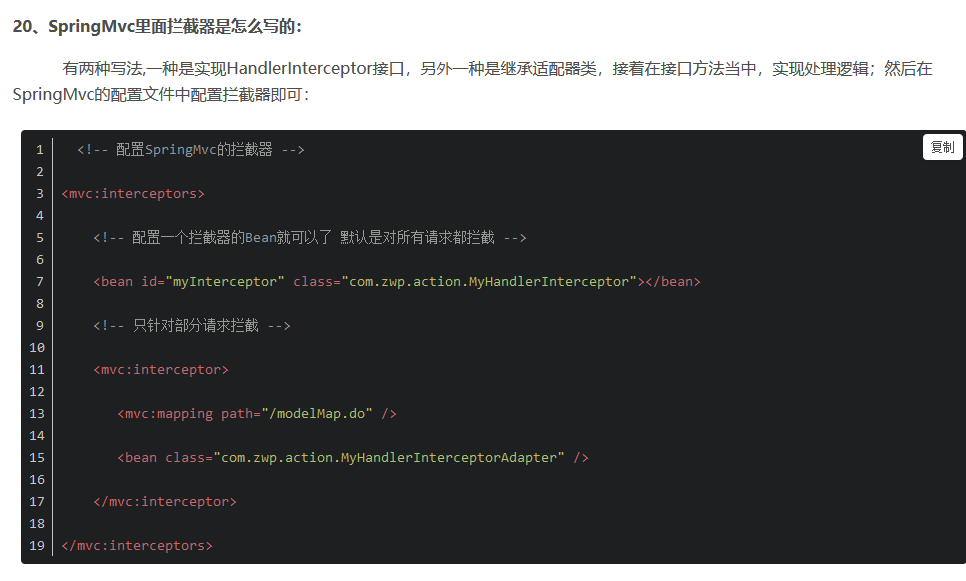 20、SpringMvc里面拦截器是怎么写的：
有两种写法,一种是实现HandlerInterceptor接口，另外一种是继承适配器类，接着在接口方法当中，实现处理逻辑；然后在
SpringMvc的配置文件中配置拦截器即可：
复制
1 <!-- 配置SpringMvc的拦截器 -->
2
3 <mvc:interceptors>
4
5 <!-- 配置一个拦截器的Bean就可以了 默认是对所有请求都拦截 -->
6
7 <bean id="myInterceptor" class="com.zwp.action.MyHandlerInterceptor"></bean>
8
9 <!-- 只针对部分请求拦截 -->
10
11 <mvc:interceptor>
12
13 <mvc:mapping path="/modelMap.do" />
14
15 <bean class="com.zwp.action.MyHandlerInterceptorAdapter" />
16
17 </mvc:interceptor>
18
19 </mvc:interceptors>